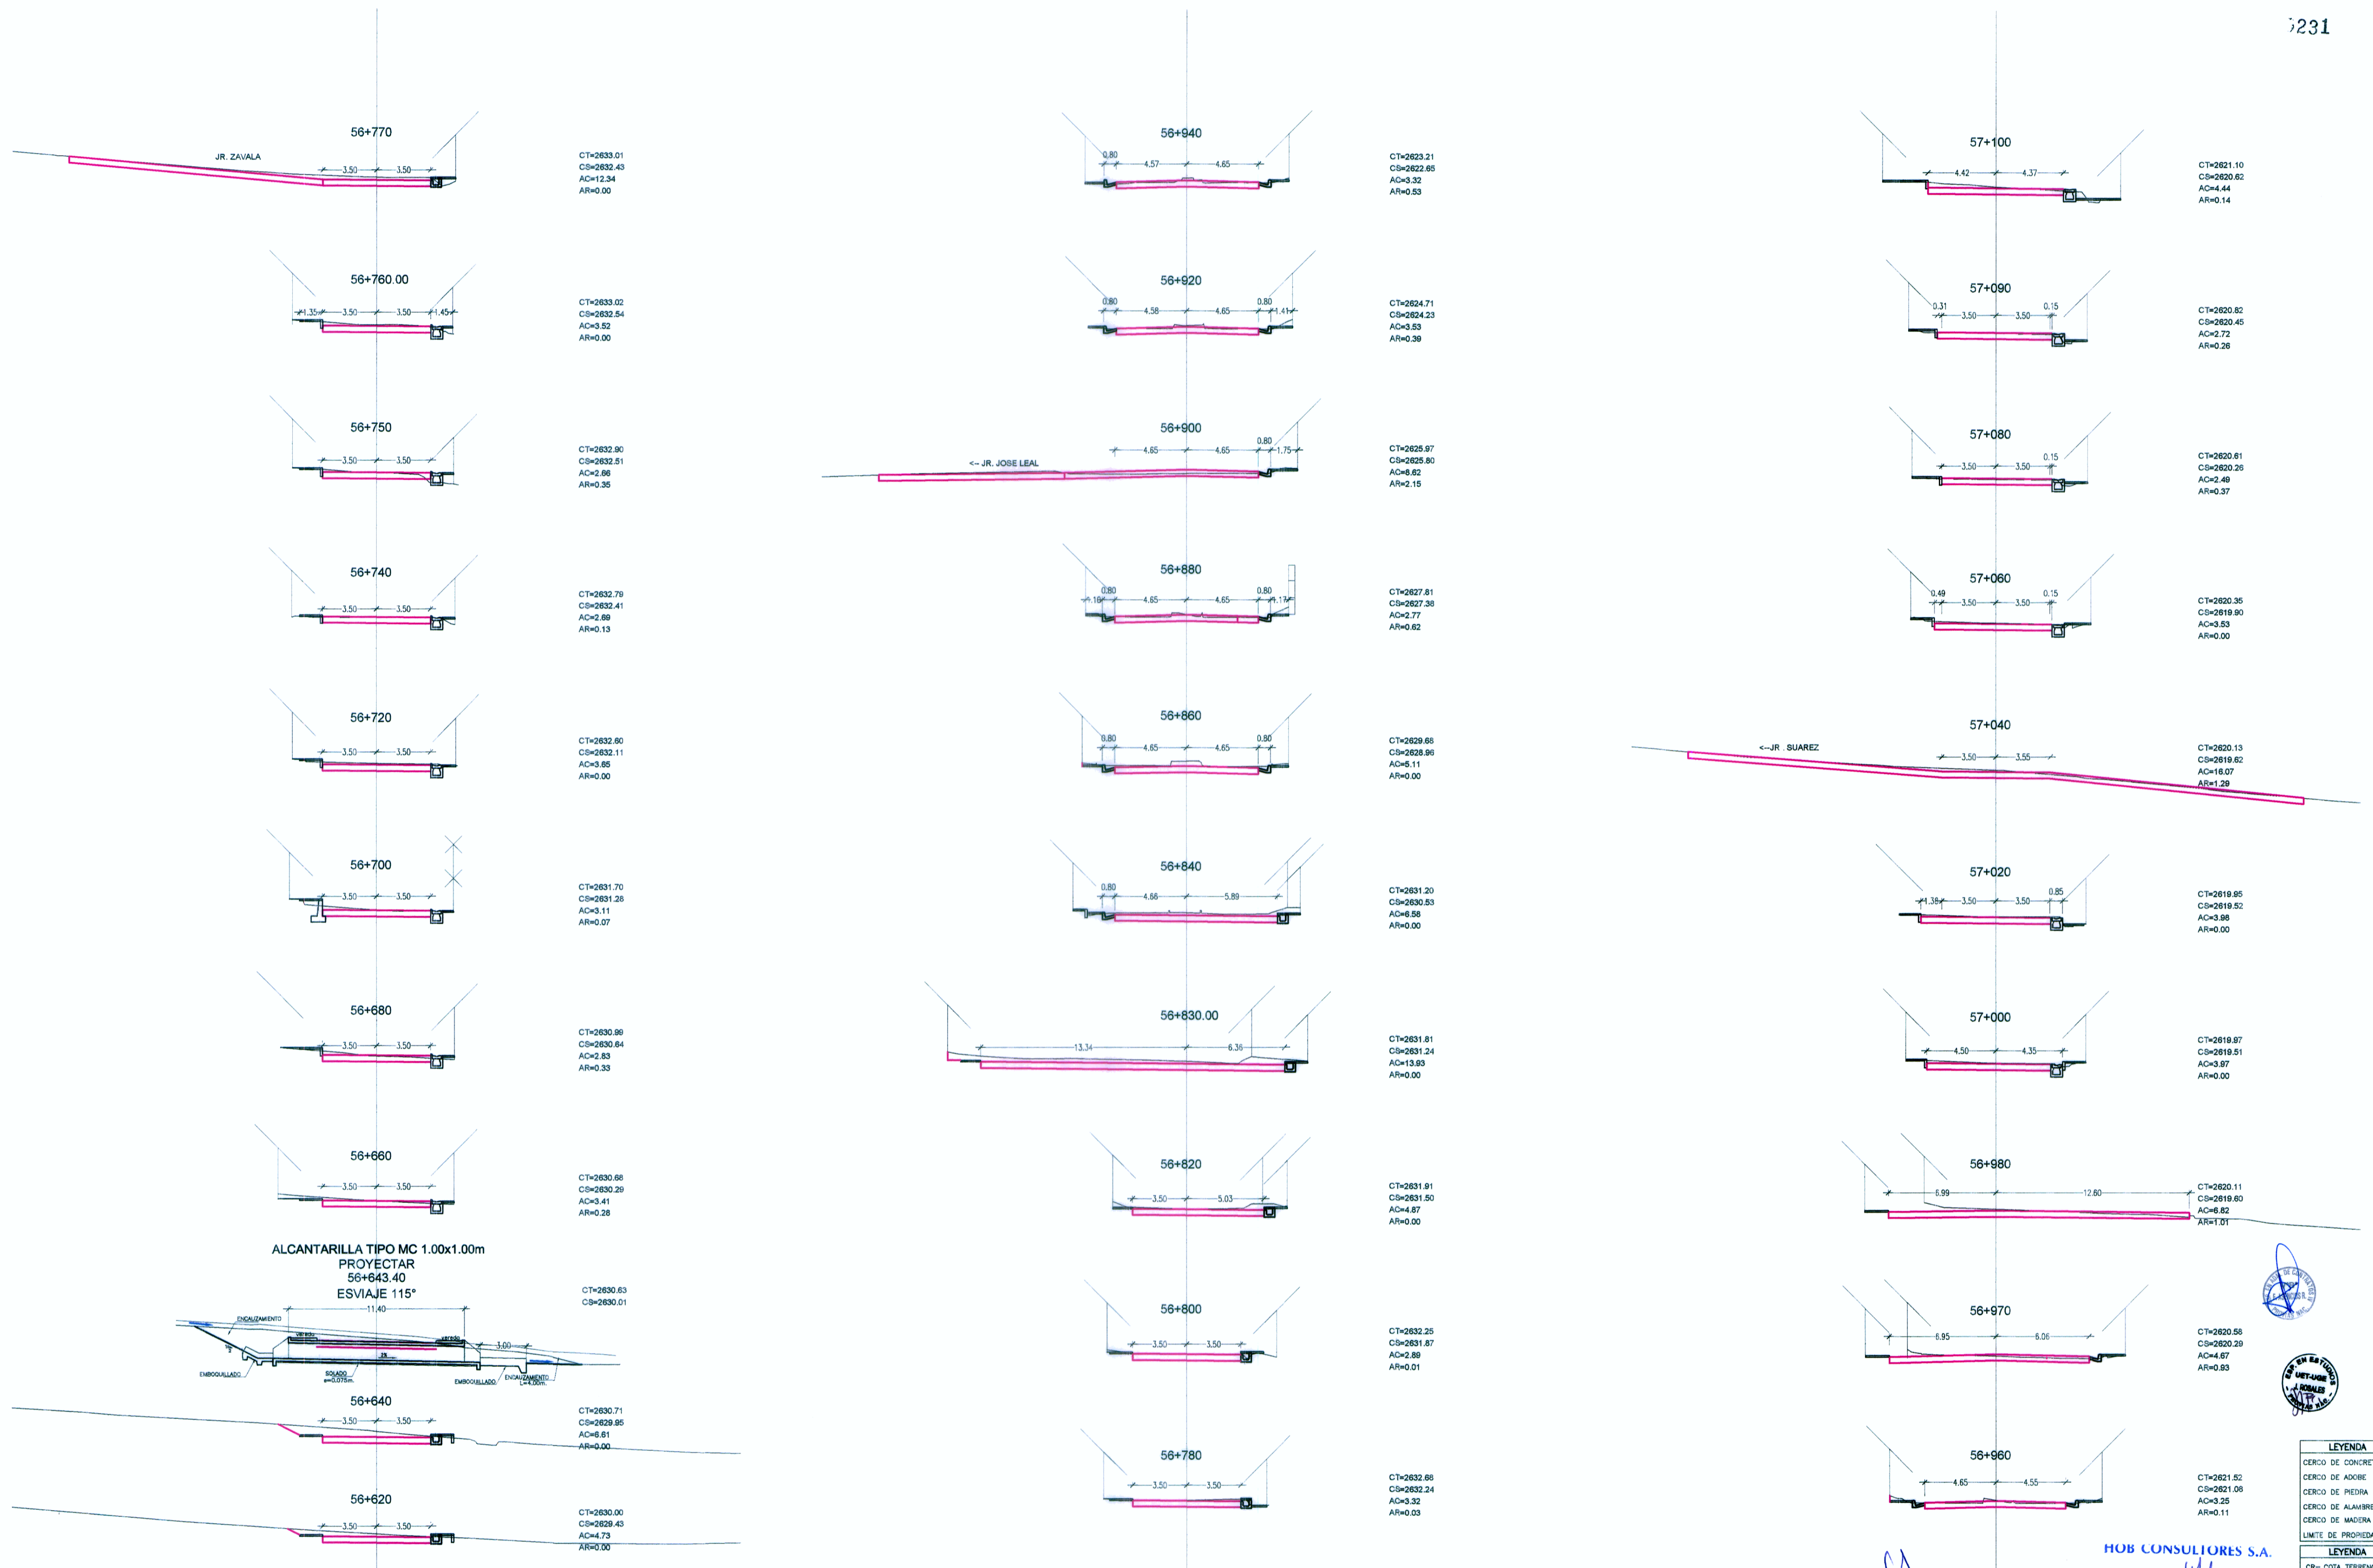 231
56+770
JR. ZAVALA
3.50 3.50
CT=2633.01
CS=2632.43
AC=12.34
AR=0.00
56+760.00
1.35 3.50 3.50 1.45
CT=2633.02
CS=2632.54
AC=3.52
AR=0.00
56+750
3.50 3.50
CT=2632.90
CS=2632.51
AC=2.66
AR=0.35
56+740
3.50 3.50
CT=2632.79
CS=2632.41
AC=2.69
AR=0.13
56+720
3.50 3.50
CT=2632.60
CS=2632.11
AC=3.65
AR=0.00
56+700
3.50 3.50
CT=2631.70
CS=2631.28
AC=3.11
AR=0.07
56+680
3.50 3.50
CT=2630.99
CS=2630.64
AC=2.83
AR=0.33
56+660
3.50 3.50
CT=2630.68
CS=2630.29
AC=3.41
AR=0.28
ALCANTARILLA TIPO MC 1.00x1.00m
PROYECTAR
56+643.40
ESVIAJE 115°
11.40
CT=2630.63
CS=2630.01
ENCAUZAMIENTO
vereda vereda
3.00
2%
EMBOQUILLADO
SOLADO
e=0.075m.
EMBOQUILLADO
ENCAUZAMIENTO
L=4.00m.
56+640
3.50 3.50
CT=2630.71
CS=2629.95
AC=6.61
AR=0.00
56+620
3.50 3.50
CT=2630.00
CS=2629.43
AC=4.73
AR=0.00
56+940
0.80 4.57 4.65
CT=2623.21
CS=2622.65
AC=3.32
AR=0.53
56+920
0.80 4.58 4.65 0.80 1.41
CT=2624.71
CS=2624.23
AC=3.53
AR=0.39
56+900
<-- JR. JOSE LEAL
4.65 4.65 0.80 1.75
CT=2625.97
CS=2625.80
AC=8.62
AR=2.15
56+880
1.16 0.80 4.65 4.65 0.80 1.17
CT=2627.81
CS=2627.38
AC=2.77
AR=0.62
56+860
0.80 4.65 4.65 0.80
CT=2629.68
CS=2628.96
AC=5.11
AR=0.00
56+840
0.80 4.66 5.89
CT=2631.20
CS=2630.53
AC=6.58
AR=0.00
56+830.00
13.34 6.36
CT=2631.81
CS=2631.24
AC=13.93
AR=0.00
56+820
3.50 5.03
CT=2631.91
CS=2631.50
AC=4.87
AR=0.00
56+800
3.50 3.50
CT=2632.25
CS=2631.87
AC=2.89
AR=0.01
56+780
3.50 3.50
CT=2632.68
CS=2632.24
AC=3.32
AR=0.03
57+100
4.42 4.37
CT=2621.10
CS=2620.62
AC=4.44
AR=0.14
57+090
0.31 3.50 3.50 0.15
CT=2620.82
CS=2620.45
AC=2.72
AR=0.26
57+080
3.50 3.50 0.15
CT=2620.61
CS=2620.26
AC=2.49
AR=0.37
57+060
0.49 3.50 3.50 0.15
CT=2620.35
CS=2619.90
AC=3.53
AR=0.00
57+040
<--JR . SUAREZ
3.50 3.55
CT=2620.13
CS=2619.62
AC=16.07
AR=1.29
57+020
1.38 3.50 3.50 0.85
CT=2619.95
CS=2619.52
AC=3.98
AR=0.00
57+000
4.50 4.35
CT=2619.97
CS=2619.51
AC=3.97
AR=0.00
56+980
6.99 12.60
CT=2620.11
CS=2619.60
AC=6.82
AR=1.01
56+970
6.95 6.06
CT=2620.58
CS=2620.29
AC=4.67
AR=0.93
56+960
4.65 4.55
CT=2621.52
CS=2621.08
AC=3.25
AR=0.11
ESP. EN ESTUDIOS
UET-UGE
J. ROSALES
LEYENDA
CERCO DE CONCRE
CERCO DE ADOBE
CERCO DE PIEDRA
CERCO DE ALAMBRE
CERCO DE MADERA
LIMITE DE PROPIEDA
LEYENDA
HOB CONSULTORES S.A.